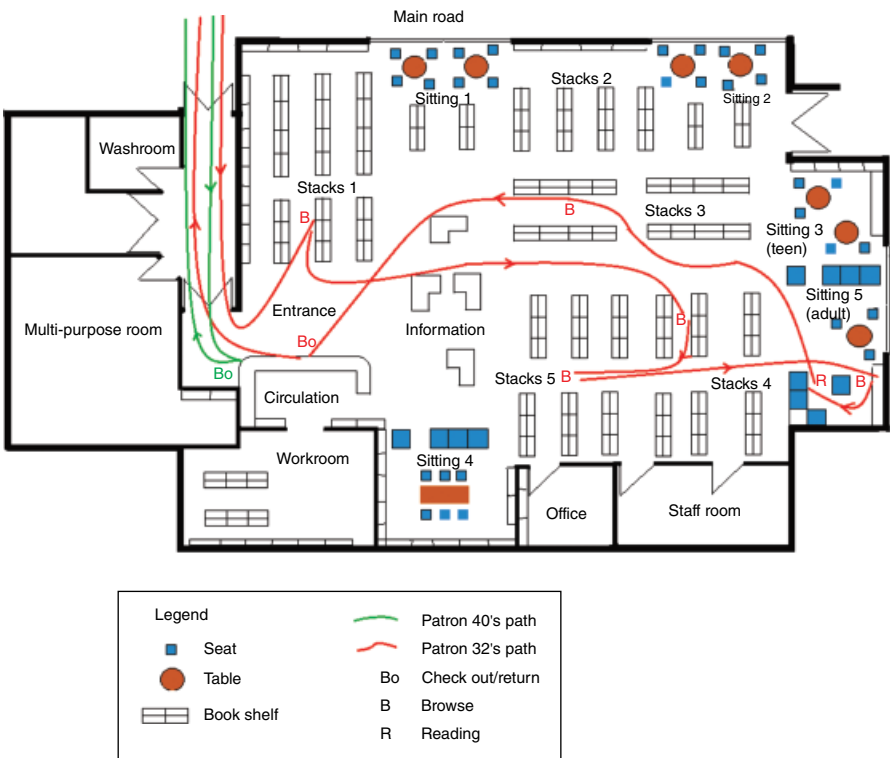 Main road
Stacks 2
Sitting 1
Sitting 2
Washroom
Stacks 1
B
B
Stacks 3
Sitting 3
(teen)
Sitting 5
(adult)
Entrance
Multi-purpose room
Information
B
Bo
Bo
Stacks 5
B
Stacks 4
R
B
Circulation
Workroom
Sitting 4
Office
Staff room
Legend
Seat
Table
Book shelf
Patron 40's path
Patron 32's path
Bo Check out/return
B Browse
R Reading